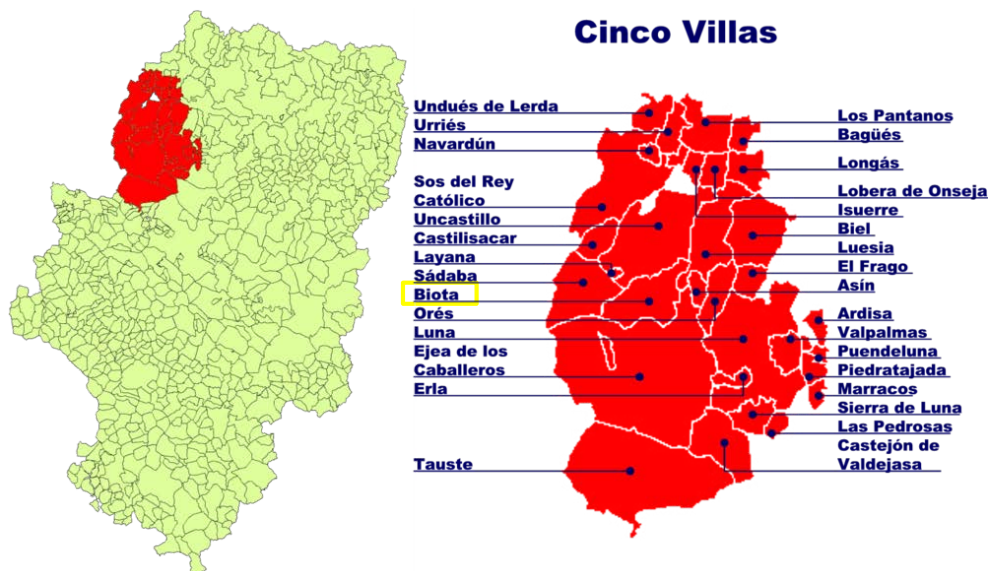 Cinco Villas
Undués de Lerda
Urriés
Navardún
Sos del Rey
Católico
Uncastillo
Castilisacar
Layana
Sádaba
Biota
Orés
Luna
Ejea de los
Caballeros
Erla
Tauste
Los Pantanos
Bagüés
Longás
Lobera de Onseja
Isuerre
Biel
Luesia
El Frago
Asín
Ardisa
Valpalmas
Puendeluna
Piedratajada
Marracos
Sierra de Luna
Las Pedrosas
Castejón de
Valdejasa